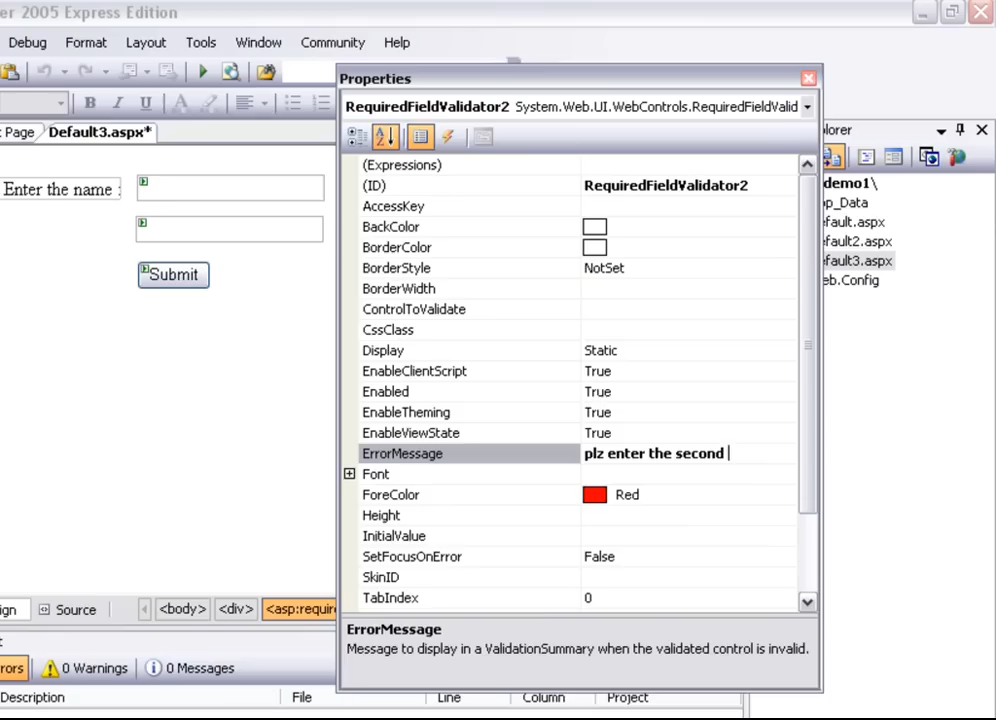 er 2005 Express Edition
Debug Format Layout Tools Window Community Help
Properties
RequiredFieldValidator2 System.Web.UI.WebControls.RequiredFieldValid
B I U A
A Z
t Page Default3.aspx*
lorer
(Expressions)
(ID) RequiredFieldValidator2
AccessKey
BackColor
BorderColor
BorderStyle NotSet
BorderWidth
ControlToValidate
CssClass
Display Static
EnableClientScript True
Enabled True
EnableTheming True
EnableViewState True
ErrorMessage plz enter the second
Font
ForeColor Red
Height
InitialValue
SetFocusOnError False
SkinID
TabIndex 0
ErrorMessage
Message to display in a ValidationSummary when the validated control is invalid.
Enter the name :
Submit
demo1\
pp_Data
efault.aspx
efault2.aspx
efault3.aspx
eb.Config
ign Source <body> <div> <asp:require
t
rors 0 Warnings 0 Messages
Description File Line Column Project